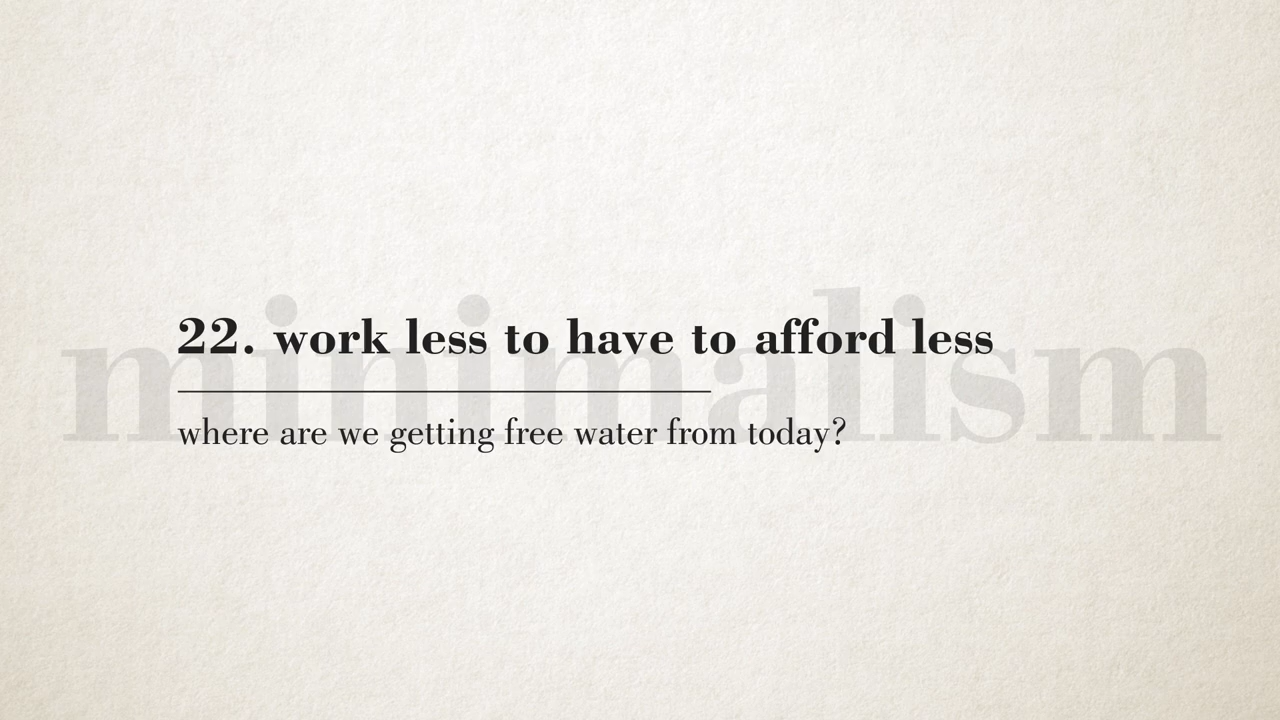 minimalism
22. work less to have to afford less
where are we getting free water from today?